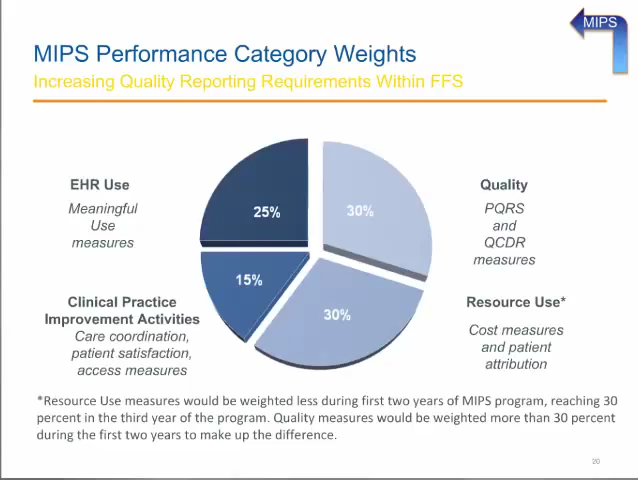 MIPS
MIPS Performance Category Weights
Increasing Quality Reporting Requirements Within FFS
EHR Use
Meaningful
Use
measures
25%
30%
Quality
PQRS
and
QCDR
measures
Clinical Practice
Improvement Activities
Care coordination,
patient satisfaction,
access measures
15%
30%
Resource Use*
Cost measures
and patient
attribution
*Resource Use measures would be weighted less during first two years of MIPS program, reaching 30
percent in the third year of the program. Quality measures would be weighted more than 30 percent
during the first two years to make up the difference.
20